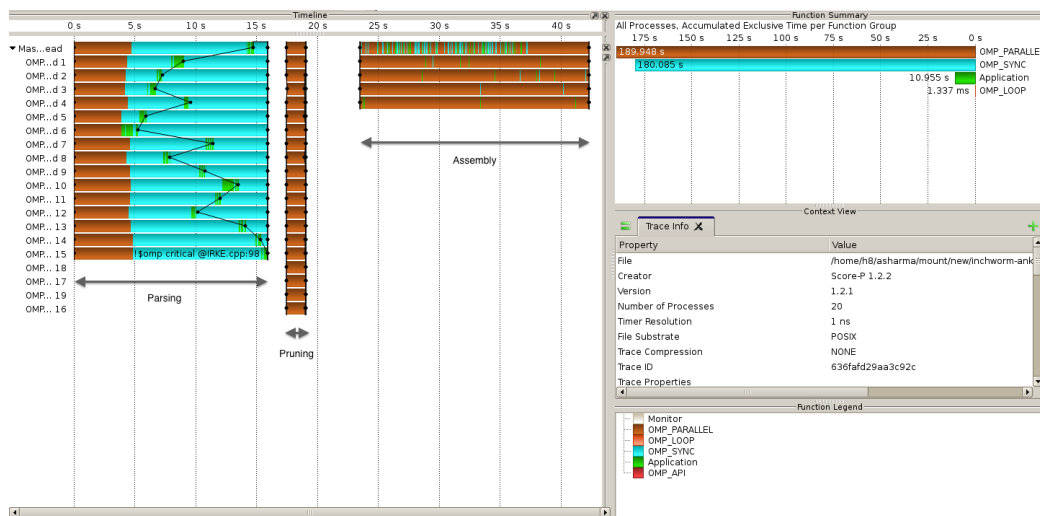 Timeline
0 s 5 s 10 s 15 s 20 s 25 s 30 s 35 s 40 s
Mas...ead
OMP...d 1
OMP...d 2
OMP...d 3
OMP...d 4
OMP...d 5
OMP...d 6
OMP...d 7
OMP...d 8
OMP...d 9
OMP... 10
OMP... 11
OMP... 12
OMP... 13
OMP... 14
OMP... 15
!$omp critical @IRKE.cpp:98
OMP... 18
OMP... 17
OMP... 19
OMP... 16
Parsing
Pruning
Assembly
Function Summary
All Processes, Accumulated Exclusive Time per Function Group
175 s 150 s 125 s 100 s 75 s 50 s 25 s 0 s
189.948 s OMP_PARALLE
180.085 s OMP_SYNC
10.955 s Application
1.337 ms OMP_LOOP
Context View
Trace Info
Property Value
File /home/h8/asharma/mount/new/inchworm-ank
Creator Score-P 1.2.2
Version 1.2.1
Number of Processes 20
Timer Resolution 1 ns
File Substrate POSIX
Trace Compression NONE
Trace ID 636fafd29aa3c92c
Trace Properties
Function Legend
Monitor
OMP_PARALLEL
OMP_LOOP
OMP_SYNC
Application
OMP_API